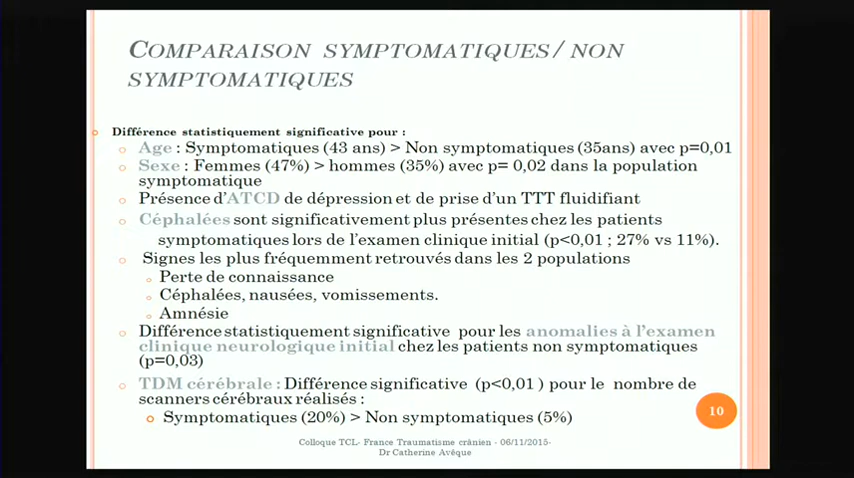 COMPARAISON SYMPTOMATIQUES/ NON
SYMPTOMATIQUES
Différence statistiquement significative pour :
Age : Symptomatiques (43 ans) > Non symptomatiques (35ans) avec p=0,01
Sexe : Femmes (47%) > hommes (35%) avec p= 0,02 dans la population
symptomatique
Présence d'ATCD de dépression et de prise d'un TTT fluidifiant
Céphalées sont significativement plus présentes chez les patients
symptomatiques lors de l'examen clinique initial (p<0,01 ; 27% vs 11%).
Signes les plus fréquemment retrouvés dans les 2 populations
Perte de connaissance
Céphalées, nausées, vomissements.
Amnésie
Différence statistiquement significative pour les anomalies à l'examen
clinique neurologique initial chez les patients non symptomatiques
(p=0,03)
TDM cérébrale : Différence significative (p<0,01 ) pour le nombre de
scanners cérébraux réalisés :
Symptomatiques (20%) > Non symptomatiques (5%)
10
Colloque TCL- France Traumatisme crânien - 06/11/2015-
Dr Catherine Avêque